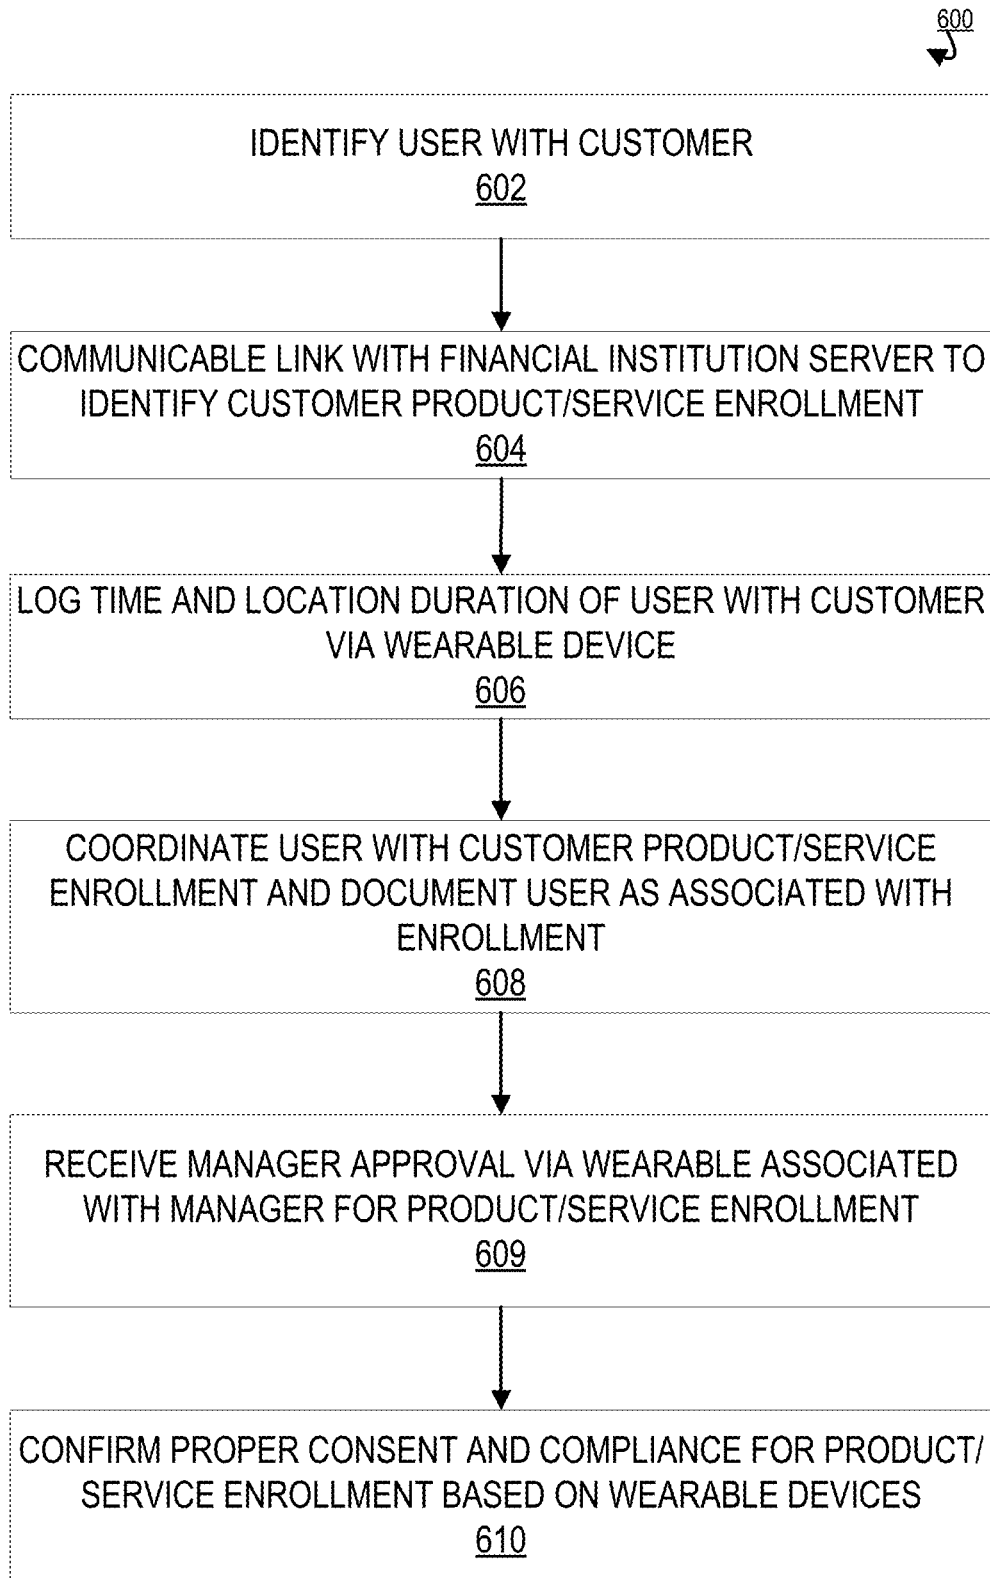 600
IDENTIFY USER WITH CUSTOMER
602
COMMUNICABLE LINK WITH FINANCIAL INSTITUTION SERVER TO
IDENTIFY CUSTOMER PRODUCT/SERVICE ENROLLMENT
604
LOG TIME AND LOCATION DURATION OF USER WITH CUSTOMER
VIA WEARABLE DEVICE
606
COORDINATE USER WITH CUSTOMER PRODUCT/SERVICE
ENROLLMENT AND DOCUMENT USER AS ASSOCIATED WITH
ENROLLMENT
608
RECEIVE MANAGER APPROVAL VIA WEARABLE ASSOCIATED
WITH MANAGER FOR PRODUCT/SERVICE ENROLLMENT
609
CONFIRM PROPER CONSENT AND COMPLIANCE FOR PRODUCT/
SERVICE ENROLLMENT BASED ON WEARABLE DEVICES
610